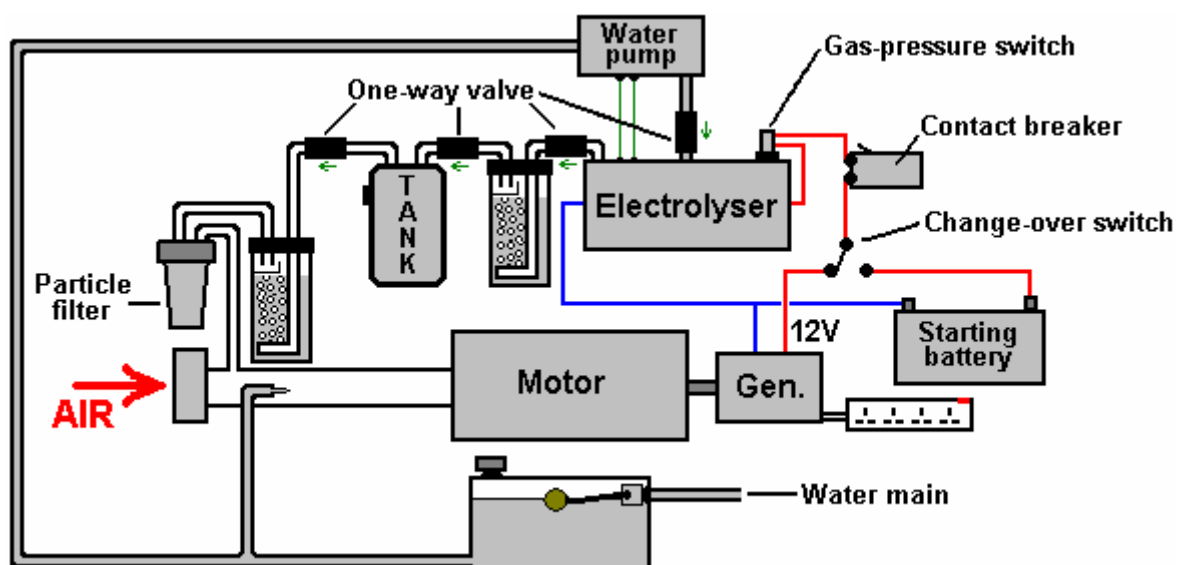 Water
pump
Gas-pressure switch
One-way valve
Contact breaker
T
A
N
K
Electrolyser
Change-over switch
Particle
filter
12V
Starting
battery
Motor
Gen.
AIR
Water main